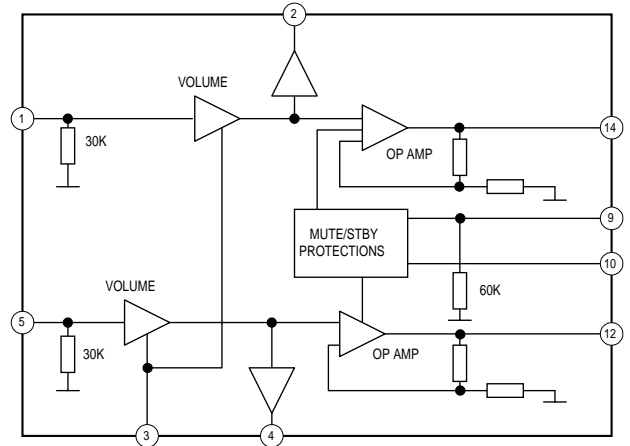 2
VOLUME
1
30K
14
OP AMP
9
MUTE/STBY
PROTECTIONS
10
VOLUME
60K
5
12
30K
OP AMP
3
4